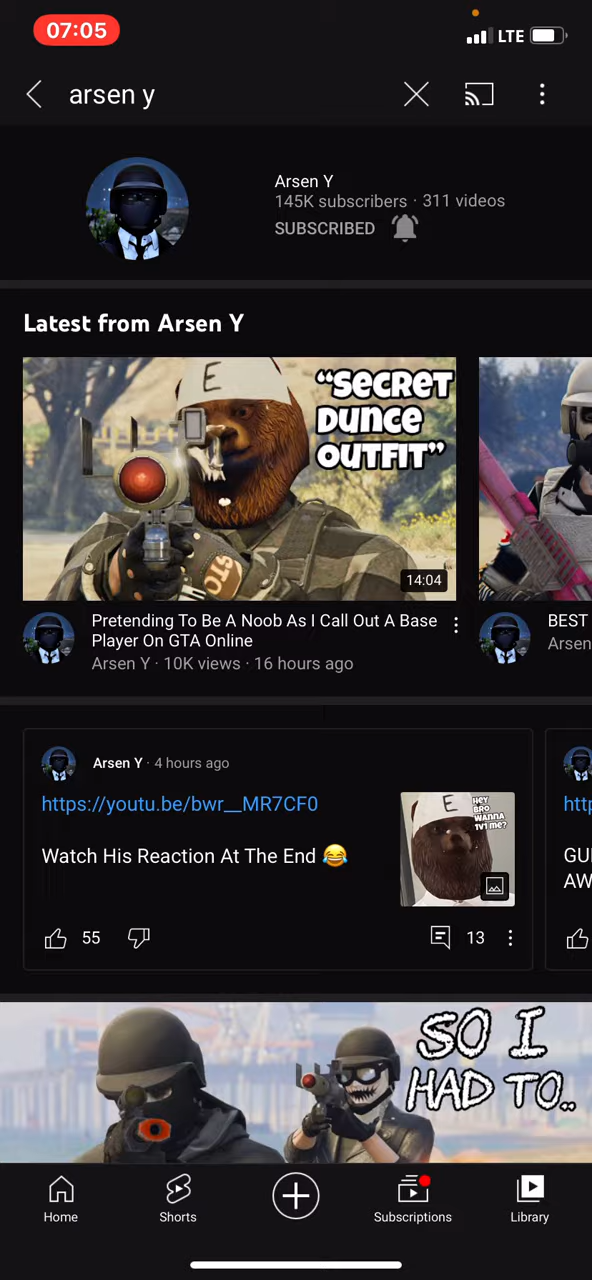 07:05
LTE
arsen y
Arsen Y
145K subscribers · 311 videos
SUBSCRIBED
Latest from Arsen Y
E
“SECRET
DUNCE
OUTFIT”
14:04
Pretending To Be A Noob As I Call Out A Base
Player On GTA Online
Arsen Y · 10K views · 16 hours ago
BEST
Arsen
Arsen Y · 4 hours ago
https://youtu.be/bwr__MR7CF0
Watch His Reaction At The End 😂
E
HEY
BRO
WANNA
1V1 ME?
55
13
http
GU
AW
SO I
HAD TO..
Home
Shorts
Subscriptions
Library